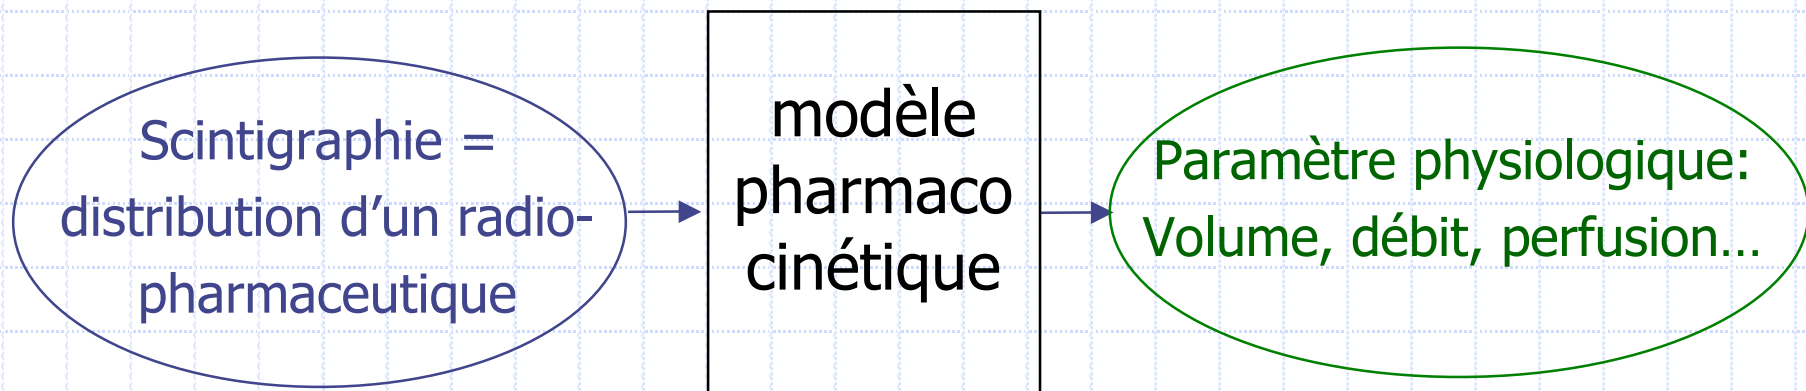 Scintigraphie =
distribution d’un radio-
pharmaceutique
modèle
pharmaco
cinétique
Paramètre physiologique:
Volume, débit, perfusion…